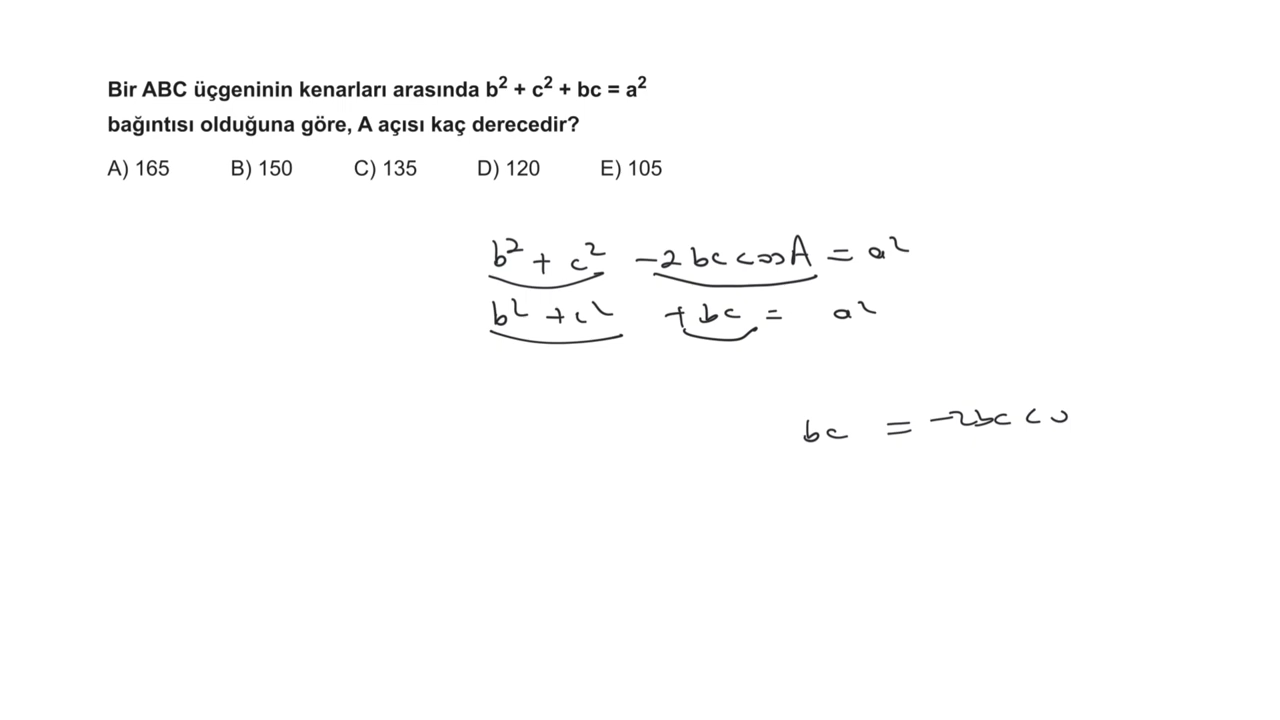 Bir ABC üçgeninin kenarları arasında b² + c² + bc = a²
bağıntısı olduğuna göre, A açısı kaç derecedir?
A) 165 B) 150 C) 135 D) 120 E) 105
b² + c² -2bc cosA = a²
b² + c² + bc = a²
bc = -2bc co